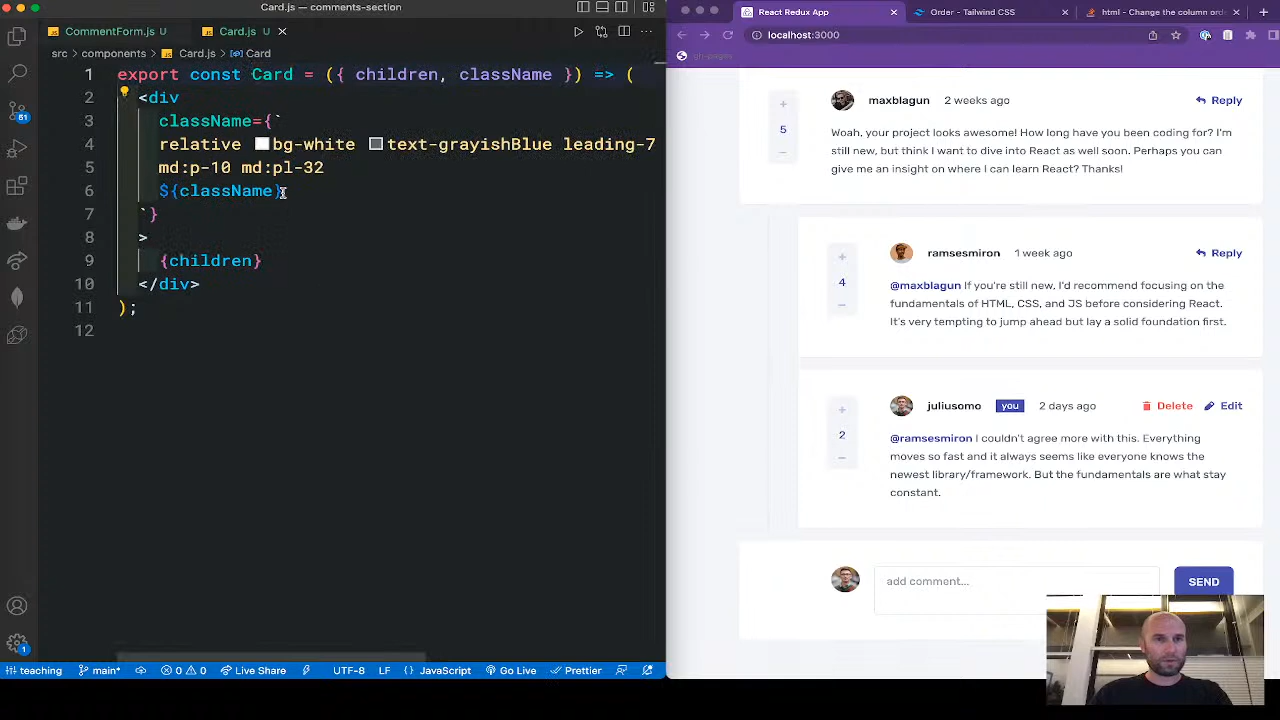 Card.js — comments-section
CommentForm.js U
Card.js U
src > components > Card.js > Card
1 export const Card = ({ children, className }) => (
2 <div
3 className={`
4 relative bg-white text-grayishBlue leading-7
5 md:p-10 md:pl-32
6 ${className}
7 `}
8 >
9 {children}
10 </div>
11 );
12
51
1
teaching main* 0 0 Live Share UTF-8 LF {} JavaScript Go Live Prettier
React Redux App
Order - Tailwind CSS
html - Change the column orde
localhost:3000
gh-pages
maxblagun 2 weeks ago Reply
+
5
–
Woah, your project looks awesome! How long have you been coding for? I'm
still new, but think I want to dive into React as well soon. Perhaps you can
give me an insight on where I can learn React? Thanks!
ramsesmiron 1 week ago Reply
+
4
–
@maxblagun If you're still new, I'd recommend focusing on the
fundamentals of HTML, CSS, and JS before considering React.
It's very tempting to jump ahead but lay a solid foundation first.
juliusomo you 2 days ago Delete Edit
+
2
–
@ramsesmiron I couldn't agree more with this. Everything
moves so fast and it always seems like everyone knows the
newest library/framework. But the fundamentals are what stay
constant.
add comment...
SEND